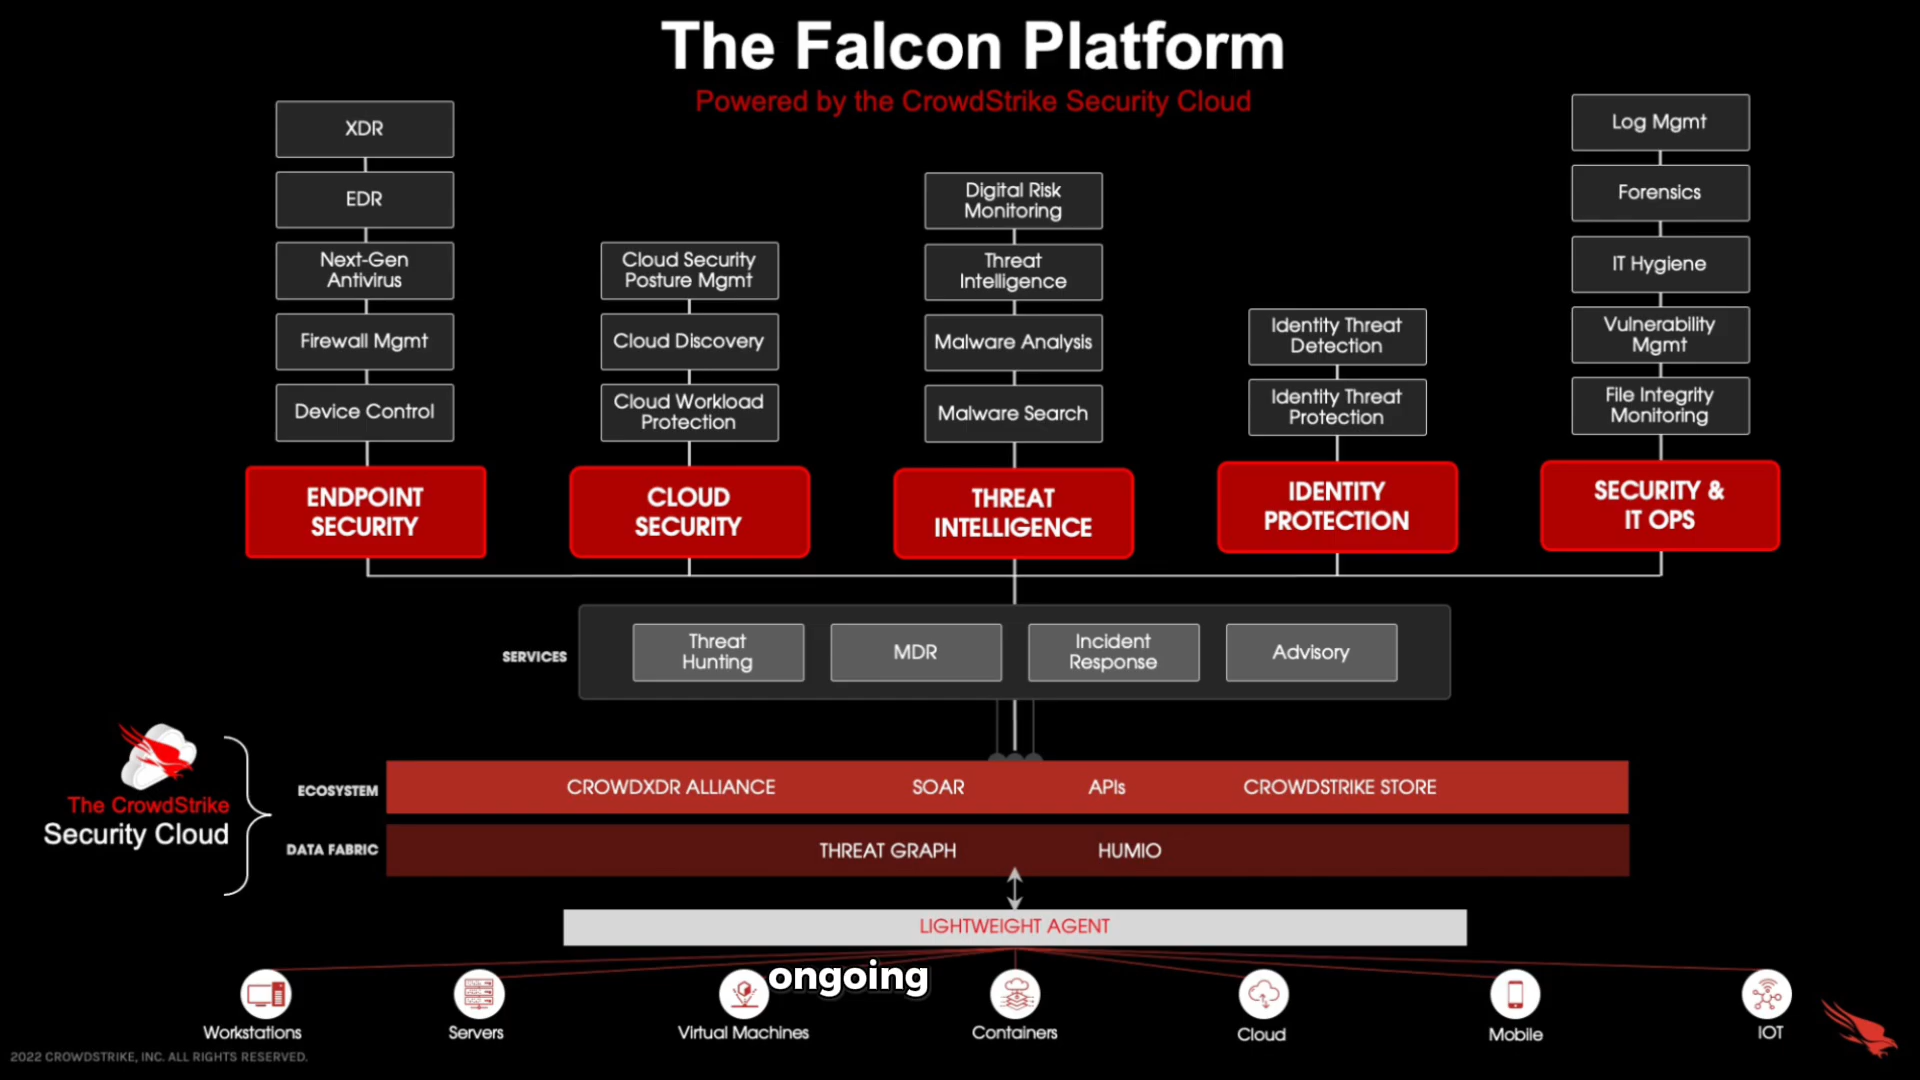 The Falcon Platform
Powered by the CrowdStrike Security Cloud
XDR
EDR
Next-Gen
Antivirus
Firewall Mgmt
Device Control
ENDPOINT
SECURITY
Cloud Security
Posture Mgmt
Cloud Discovery
Cloud Workload
Protection
CLOUD
SECURITY
Digital Risk
Monitoring
Threat
Intelligence
Malware Analysis
Malware Search
THREAT
INTELLIGENCE
Identity Threat
Detection
Identity Threat
Protection
IDENTITY
PROTECTION
Log Mgmt
Forensics
IT Hygiene
Vulnerability
Mgmt
File Integrity
Monitoring
SECURITY &
IT OPS
SERVICES
Threat
Hunting
MDR
Incident
Response
Advisory
The CrowdStrike
Security Cloud
ECOSYSTEM
CROWDXDR ALLIANCE
SOAR
APIs
CROWDSTRIKE STORE
DATA FABRIC
THREAT GRAPH
HUMIO
LIGHTWEIGHT AGENT
ongoing
Workstations
Servers
Virtual Machines
Containers
Cloud
Mobile
IOT
2022 CROWDSTRIKE, INC. ALL RIGHTS RESERVED.